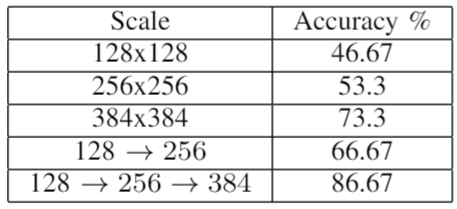 Scale Accuracy %
128x128 46.67
256x256 53.3
384x384 73.3
128 → 256 66.67
128 → 256 → 384 86.67